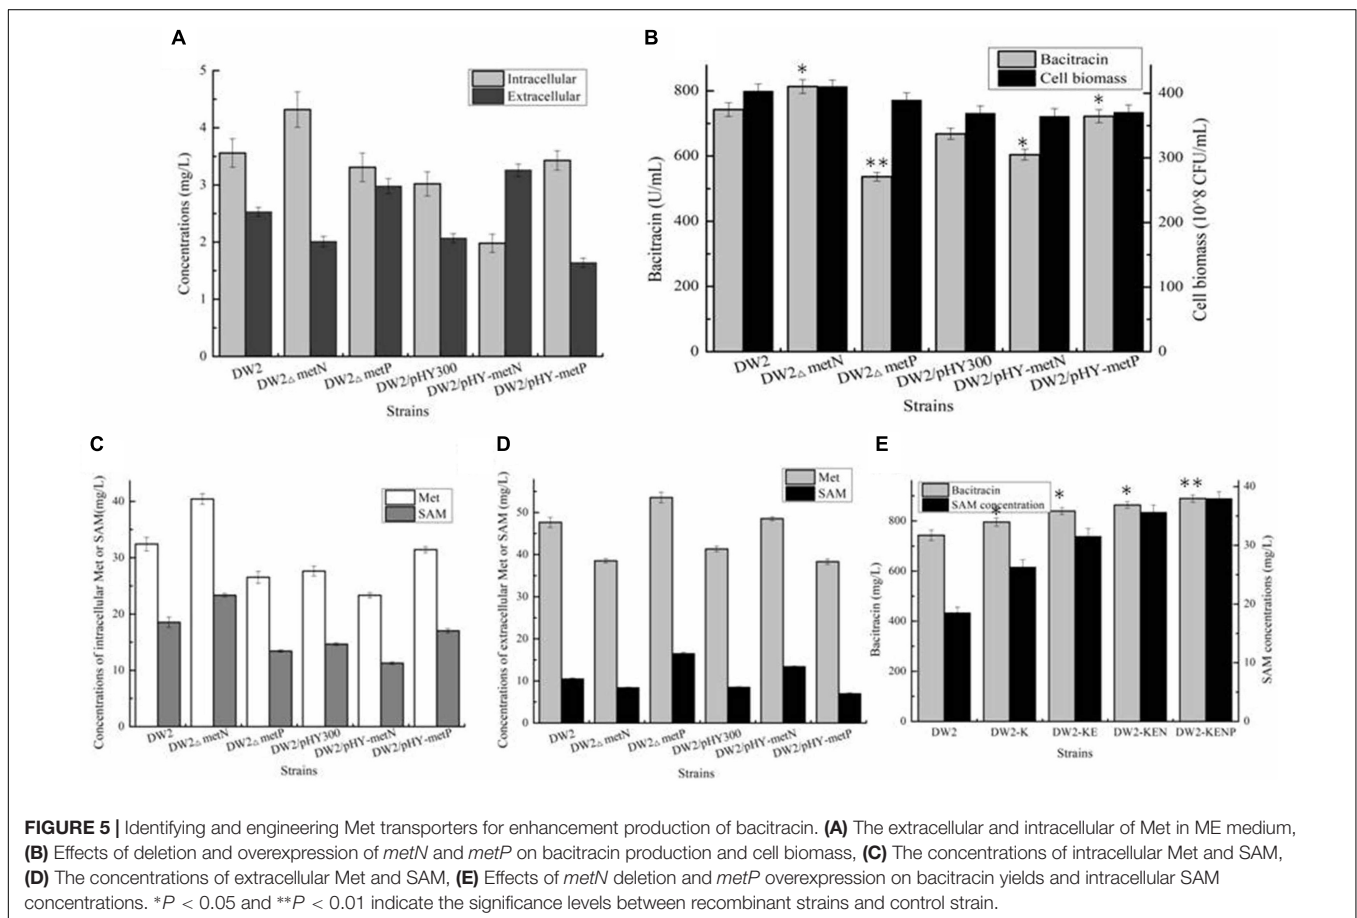 A
Intracellular
Extracellular
5
4
3
2
1
0
Concentrations (mg/L)
DW2
DW2△ metN
DW2△ metP
DW2/pHY300
DW2/pHY-metN
DW2/pHY-metP
Strains
B
Bacitracin
Cell biomass
800
600
400
200
0
Bacitracin (U/mL)
*
**
*
*
400
300
200
100
0
Cell biomass (10^8 CFU/mL)
DW2
DW2△ metN
DW2△ metP
DW2/pHY300
DW2/pHY-metN
DW2/pHY-metP
Strains
C
Met
SAM
40
30
20
10
0
Concentrations of intracellular Met or SAM(mg/L)
DW2
DW2△ metN
DW2△ metP
DW2/pHY300
DW2/pHY-metN
DW2/pHY-metP
Strains
D
Met
SAM
50
40
30
20
10
0
Concentrations of extracellular Met or SAM (mg/L)
DW2
DW2△ metN
DW2△ metP
DW2/pHY300
DW2/pHY-metN
DW2/pHY-metP
Strains
E
Bacitracin
SAM concentration
*
*
*
**
800
600
400
200
0
Bacitracin (mg/L)
40
30
20
10
0
SAM concentrations (mg/L)
DW2
DW2-K
DW2-KE
DW2-KEN
DW2-KENP
Strains
FIGURE 5 | Identifying and engineering Met transporters for enhancement production of bacitracin. (A) The extracellular and intracellular of Met in ME medium,
(B) Effects of deletion and overexpression of metN and metP on bacitracin production and cell biomass, (C) The concentrations of intracellular Met and SAM,
(D) The concentrations of extracellular Met and SAM, (E) Effects of metN deletion and metP overexpression on bacitracin yields and intracellular SAM
concentrations. *P < 0.05 and **P < 0.01 indicate the significance levels between recombinant strains and control strain.